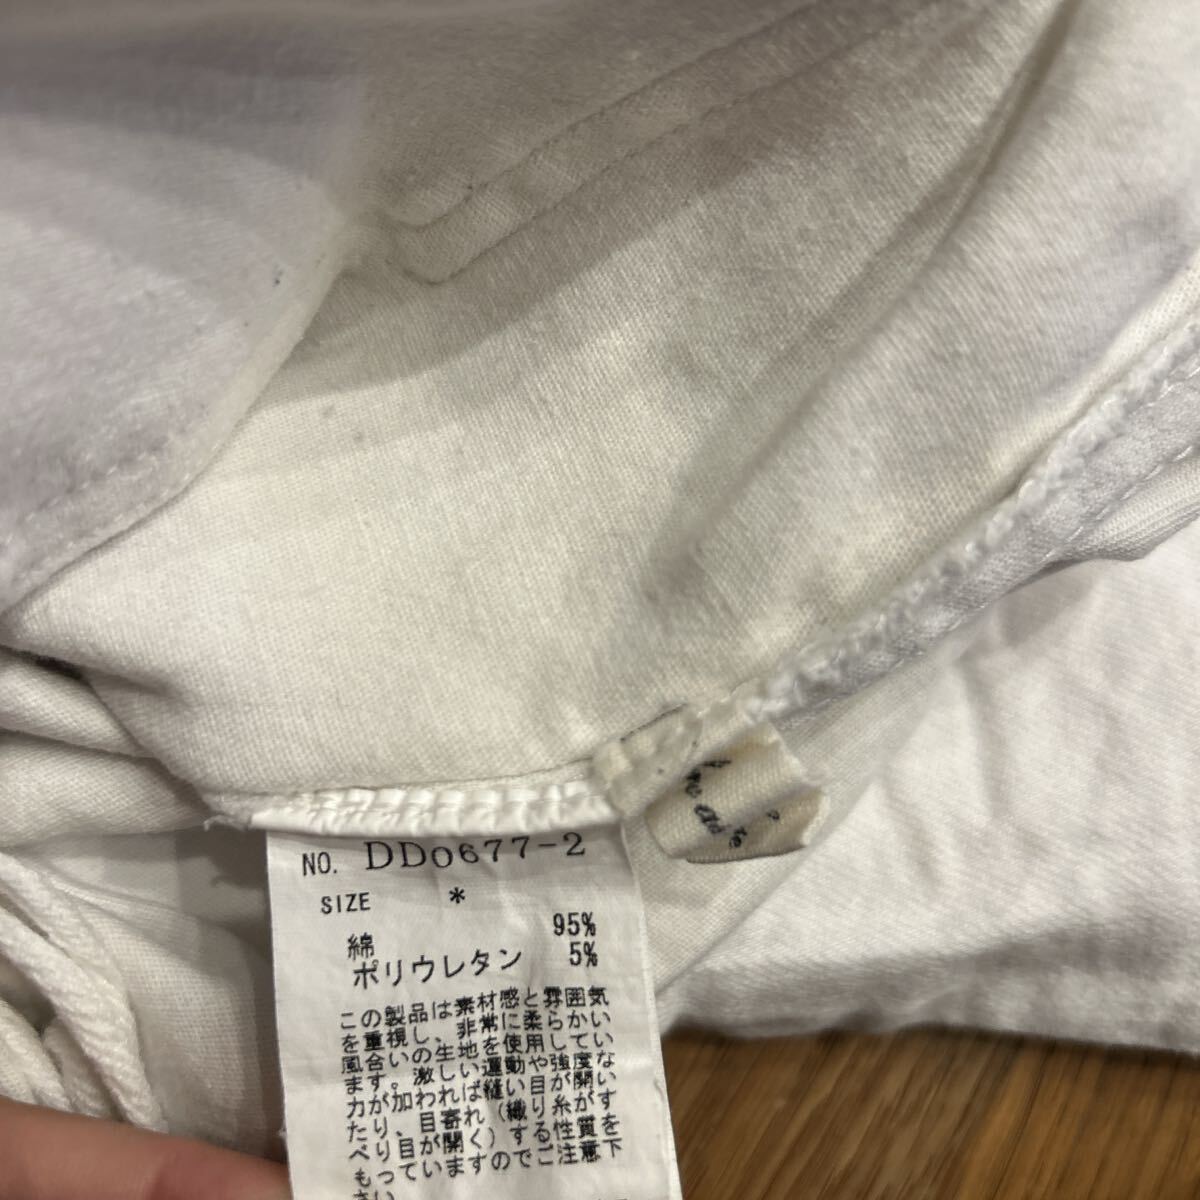 NO. DD0677-2
SIZE *
綿 95%
ポリウレタン 5%
この製品は素材感と雰囲気
を重視し、非常に柔らかい
風合いの生地を使用してい
ます。激しい運動や強度な
力が加われば縫い目が開い
たり、目寄れ(織り糸がす
べり目が開く)する性質を
もっていますのでご注意下
さい